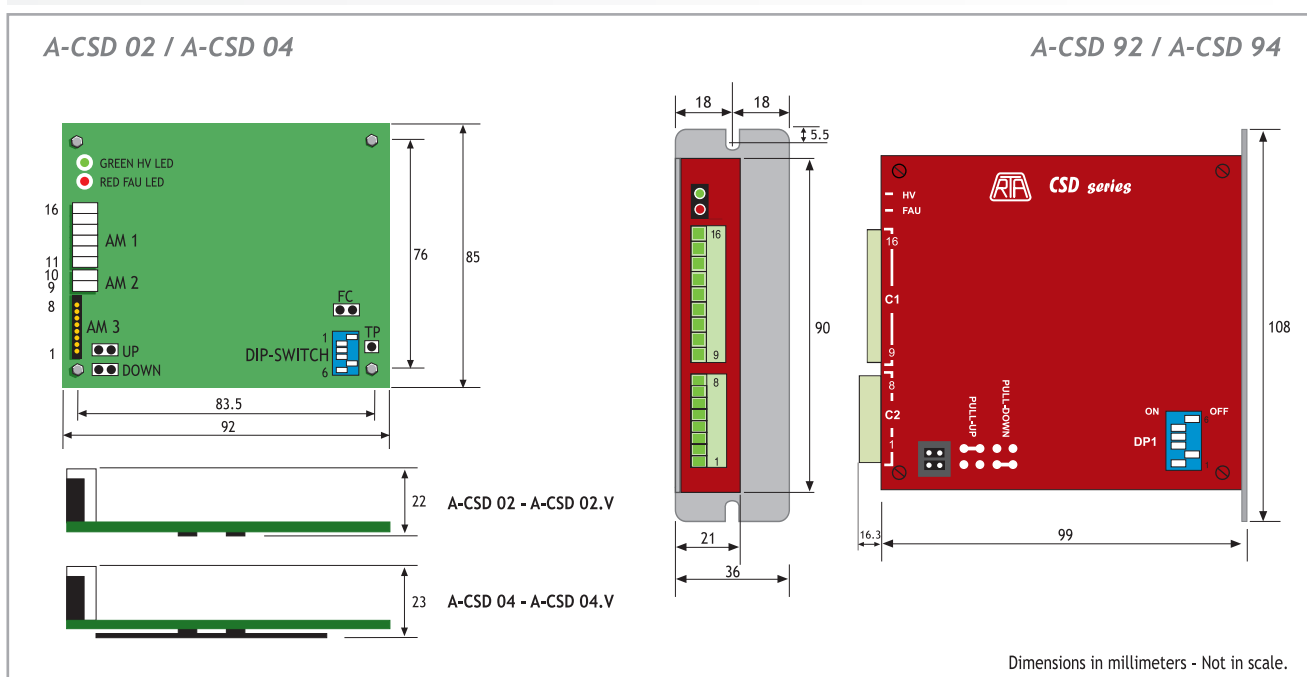 A-CSD 02 / A-CSD 04
A-CSD 92 / A-CSD 94
GREEN HV LED
RED FAU LED
16
AM 1
11
10
AM 2
9
8
AM 3
1
UP
DOWN
FC
TP
1
DIP-SWITCH
6
76
85
83.5
92
22
A-CSD 02 - A-CSD 02.V
23
A-CSD 04 - A-CSD 04.V
18
18
5.5
16
9
8
1
90
21
36
RTA
CSD series
HV
FAU
16
C1
9
8
C2
1
PULL-UP
PULL-DOWN
ON
OFF
6
DP1
1
108
16.3
99
Dimensions in millimeters - Not in scale.